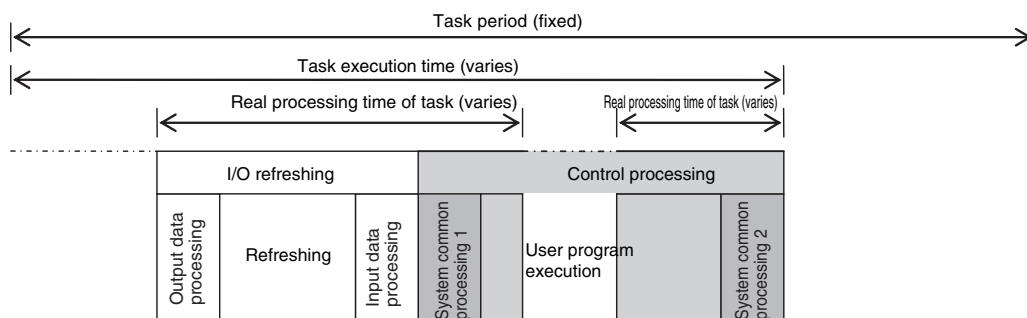 Task period (fixed)
Task execution time (varies)
Real processing time of task (varies)
Real processing time of task (varies)
I/O refreshing
Control processing
Output data
processing
Refreshing
Input data
processing
System common
processing 1
User program
execution
System common
processing 2